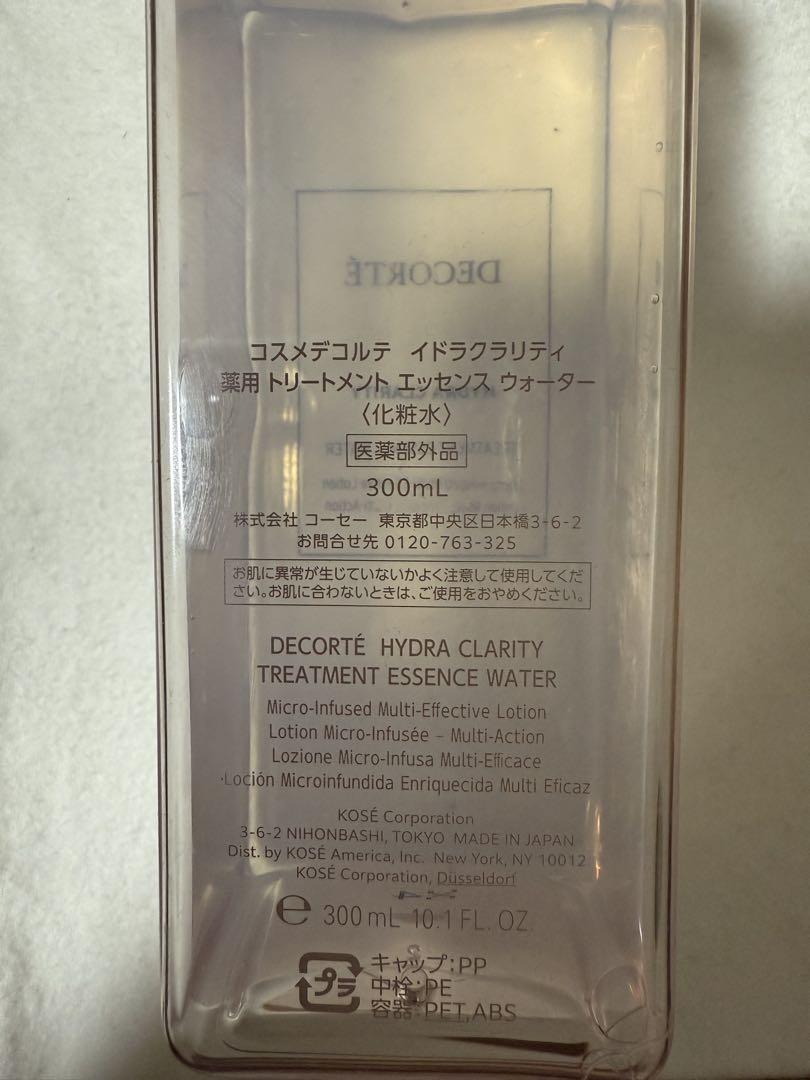 DECORTÉ
コスメデコルテ イドラクラリティ
薬用 トリートメント エッセンス ウォーター
〈化粧水〉
医薬部外品
300mL
株式会社 コーセー 東京都中央区日本橋3-6-2
お問合せ先 0120-763-325
お肌に異常が生じていないかよく注意して使用してくだ
さい。お肌に合わないときは、ご使用をおやめください。
DECORTÉ HYDRA CLARITY
TREATMENT ESSENCE WATER
Micro-Infused Multi-Effective Lotion
Lotion Micro-Infusée – Multi-Action
Lozione Micro-Infusa Multi-Efficace
Loción Microinfundida Enriquecida Multi Eficaz
KOSÉ Corporation
3-6-2 NIHONBASHI, TOKYO MADE IN JAPAN
Dist. by KOSÉ America, Inc. New York, NY 10012
KOSÉ Corporation, Düsseldorf
℮ 300 mL 10.1 FL. OZ.
プラ
キャップ:PP
中栓:PE
容器:PET,ABS